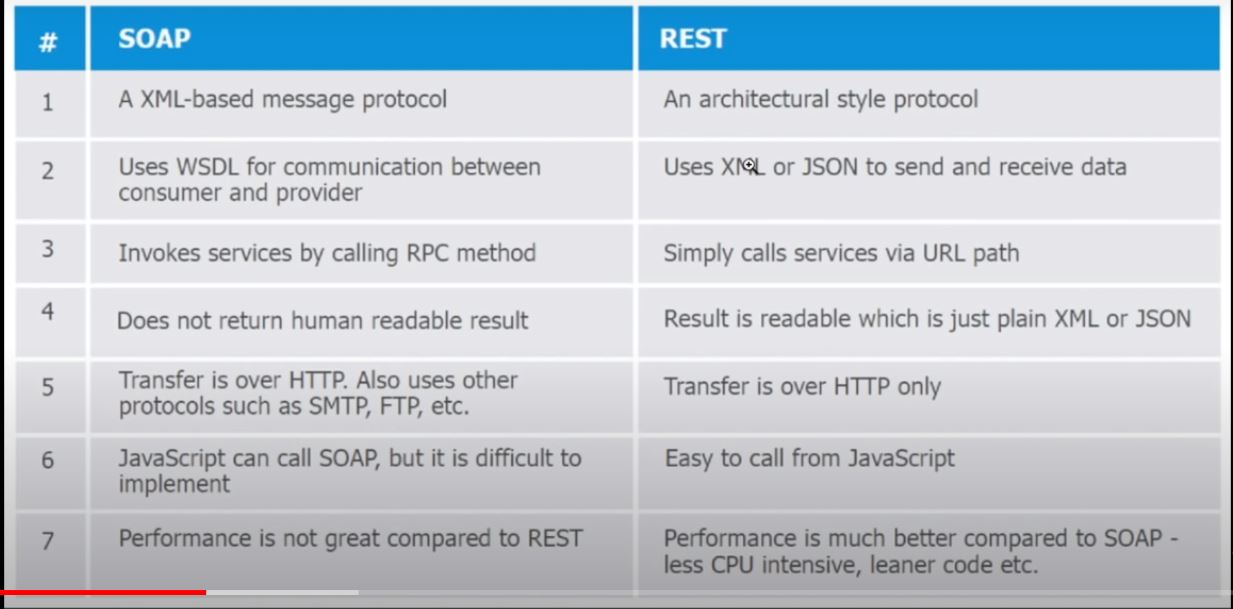 # SOAP REST
1 A XML-based message protocol An architectural style protocol
2 Uses WSDL for communication between Uses XML or JSON to send and receive data
consumer and provider
3 Invokes services by calling RPC method Simply calls services via URL path
4 Does not return human readable result Result is readable which is just plain XML or JSON
5 Transfer is over HTTP. Also uses other Transfer is over HTTP only
protocols such as SMTP, FTP, etc.
6 JavaScript can call SOAP, but it is difficult to Easy to call from JavaScript
implement
7 Performance is not great compared to REST Performance is much better compared to SOAP -
less CPU intensive, leaner code etc.